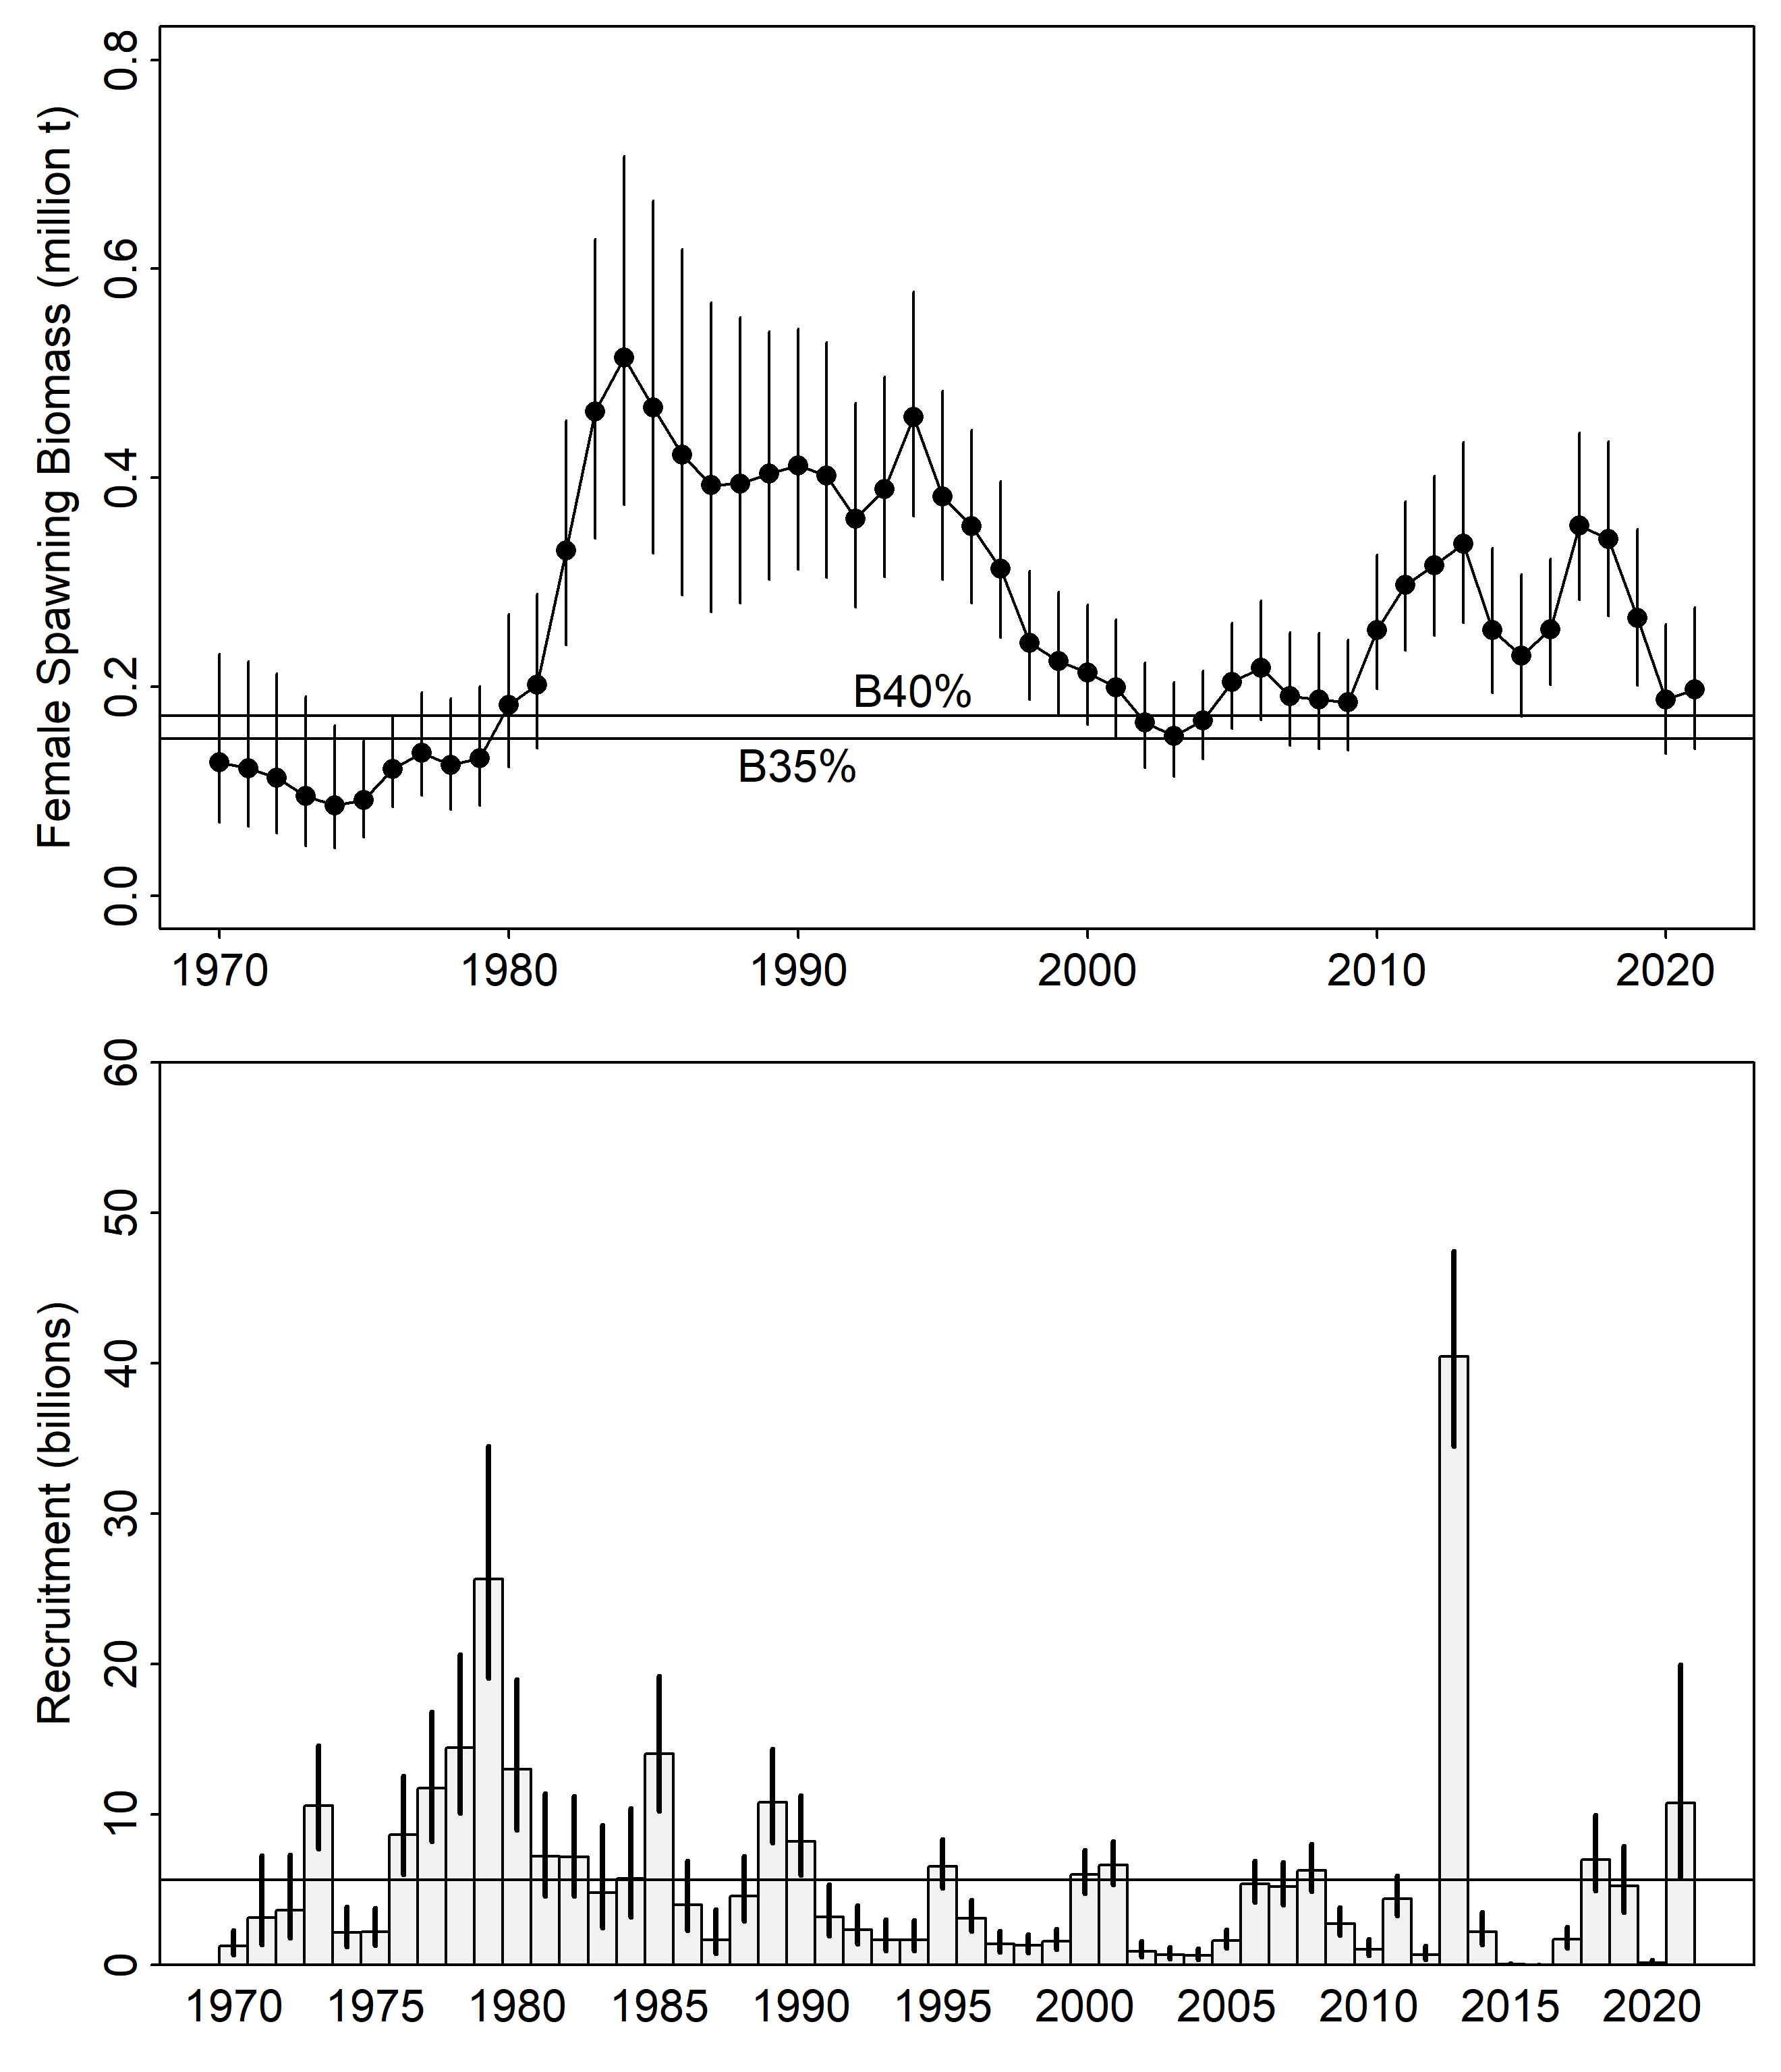 Female Spawning Biomass (million t)
0.8
0.6
0.4
0.2
0.0
B40%
B35%
1970 1980 1990 2000 2010 2020
Recruitment (billions)
60
50
40
30
20
10
0
1970 1975 1980 1985 1990 1995 2000 2005 2010 2015 2020